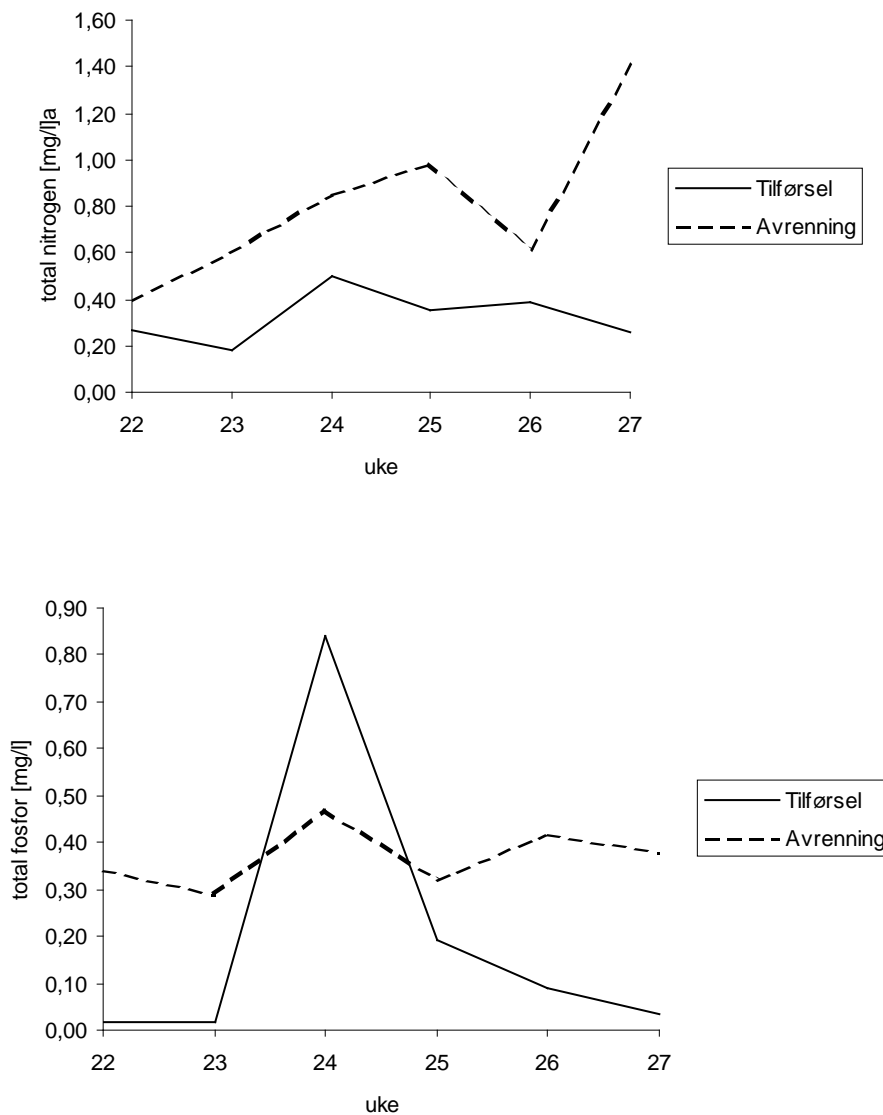 total nitrogen [mg/l]a
1,60
1,40
1,20
1,00
0,80
0,60
0,40
0,20
0,00
22 23 24 25 26 27
uke
Tilførsel
Avrenning
total fosfor [mg/l]
0,90
0,80
0,70
0,60
0,50
0,40
0,30
0,20
0,10
0,00
22 23 24 25 26 27
uke
Tilførsel
Avrenning